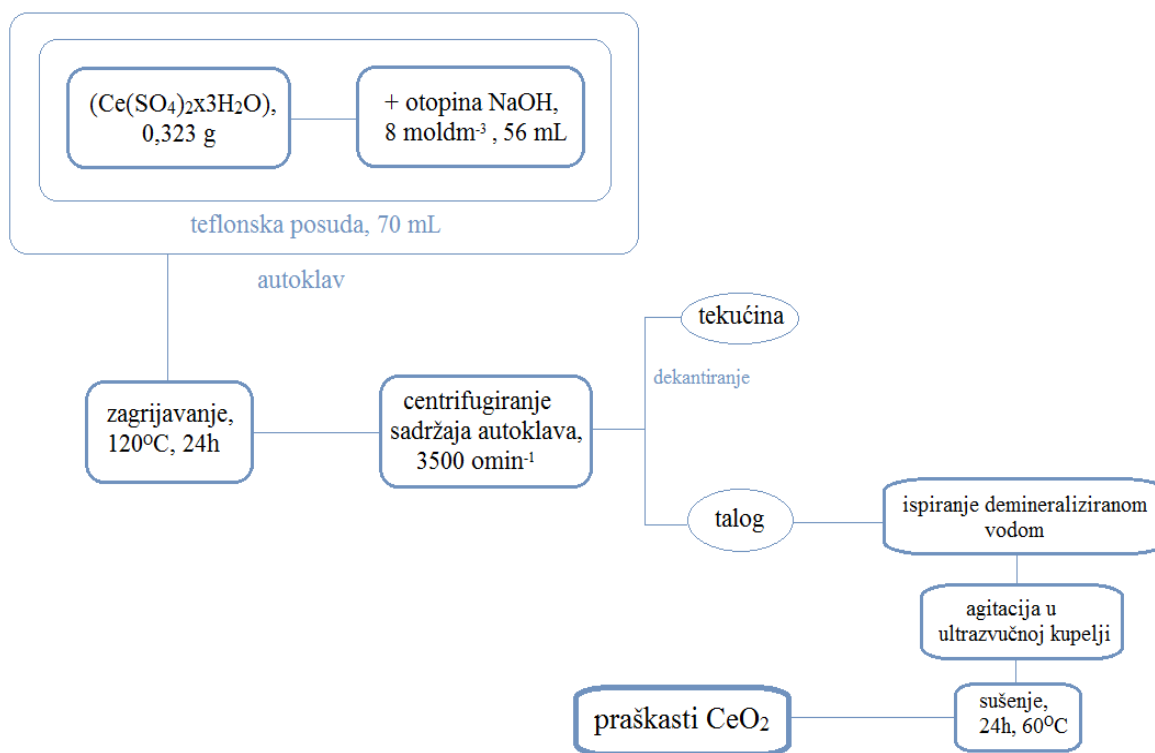 (Ce(SO₄)₂x3H₂O),
0,323 g
+ otopina NaOH,
8 moldm⁻³ , 56 mL
teflonska posuda, 70 mL
autoklav
zagrijavanje,
120ᴼC, 24h
centrifugiranje
sadržaja autoklava,
3500 omin⁻¹
tekućina
dekantiranje
talog
ispiranje demineraliziranom
vodom
agitacija u
ultrazvučnoj kupelji
sušenje,
24h, 60ᴼC
praškasti CeO₂